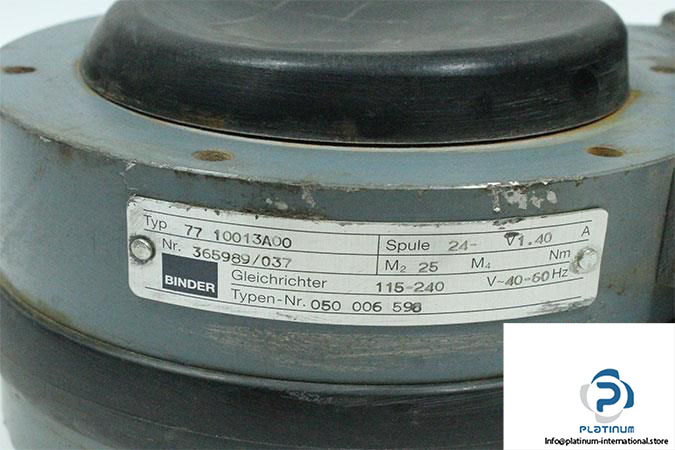 Typ 77 10013A00
Nr. 365989/037
Spule 24- V1.40 A
M2 25 M4 Nm
BINDER
Gleichrichter 115-240 V~40-60 Hz
Typen-Nr. 050 006 598
PLATINUM
Info@platinum-international.store